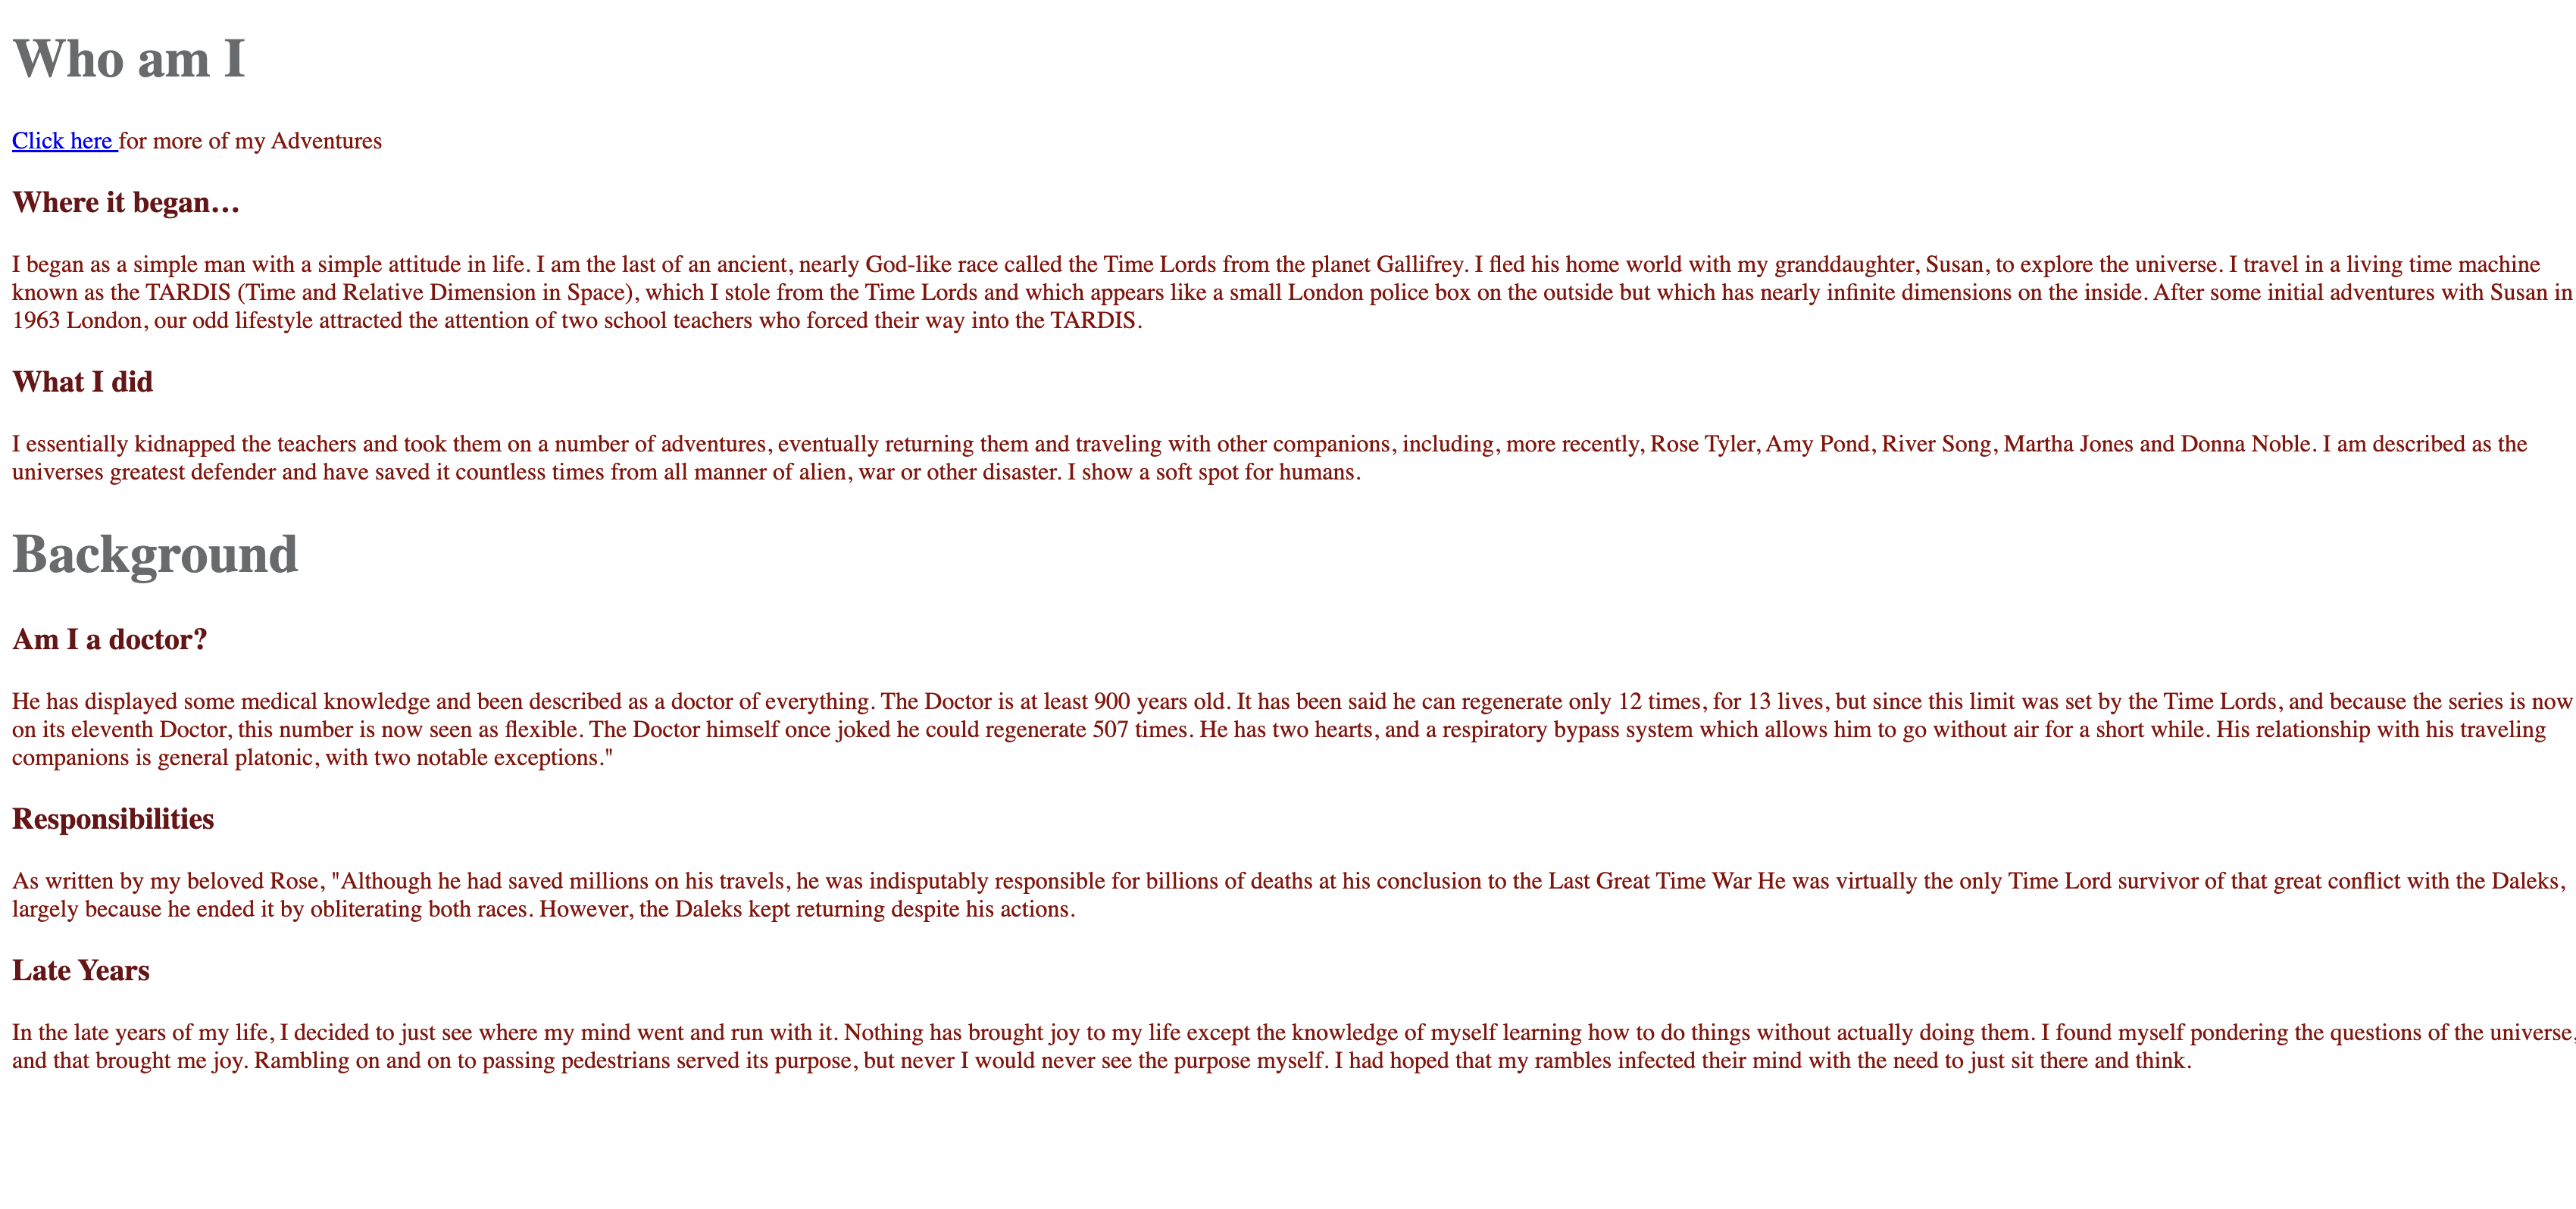 Who am I
Click here for more of my Adventures
Where it began…
I began as a simple man with a simple attitude in life. I am the last of an ancient, nearly God-like race called the Time Lords from the planet Gallifrey. I fled his home world with my granddaughter, Susan, to explore the universe. I travel in a living time machine
known as the TARDIS (Time and Relative Dimension in Space), which I stole from the Time Lords and which appears like a small London police box on the outside but which has nearly infinite dimensions on the inside. After some initial adventures with Susan in
1963 London, our odd lifestyle attracted the attention of two school teachers who forced their way into the TARDIS.
What I did
I essentially kidnapped the teachers and took them on a number of adventures, eventually returning them and traveling with other companions, including, more recently, Rose Tyler, Amy Pond, River Song, Martha Jones and Donna Noble. I am described as the
universes greatest defender and have saved it countless times from all manner of alien, war or other disaster. I show a soft spot for humans.
Background
Am I a doctor?
He has displayed some medical knowledge and been described as a doctor of everything. The Doctor is at least 900 years old. It has been said he can regenerate only 12 times, for 13 lives, but since this limit was set by the Time Lords, and because the series is now
on its eleventh Doctor, this number is now seen as flexible. The Doctor himself once joked he could regenerate 507 times. He has two hearts, and a respiratory bypass system which allows him to go without air for a short while. His relationship with his traveling
companions is general platonic, with two notable exceptions."
Responsibilities
As written by my beloved Rose, "Although he had saved millions on his travels, he was indisputably responsible for billions of deaths at his conclusion to the Last Great Time War He was virtually the only Time Lord survivor of that great conflict with the Daleks,
largely because he ended it by obliterating both races. However, the Daleks kept returning despite his actions.
Late Years
In the late years of my life, I decided to just see where my mind went and run with it. Nothing has brought joy to my life except the knowledge of myself learning how to do things without actually doing them. I found myself pondering the questions of the universe,
and that brought me joy. Rambling on and on to passing pedestrians served its purpose, but never I would never see the purpose myself. I had hoped that my rambles infected their mind with the need to just sit there and think.